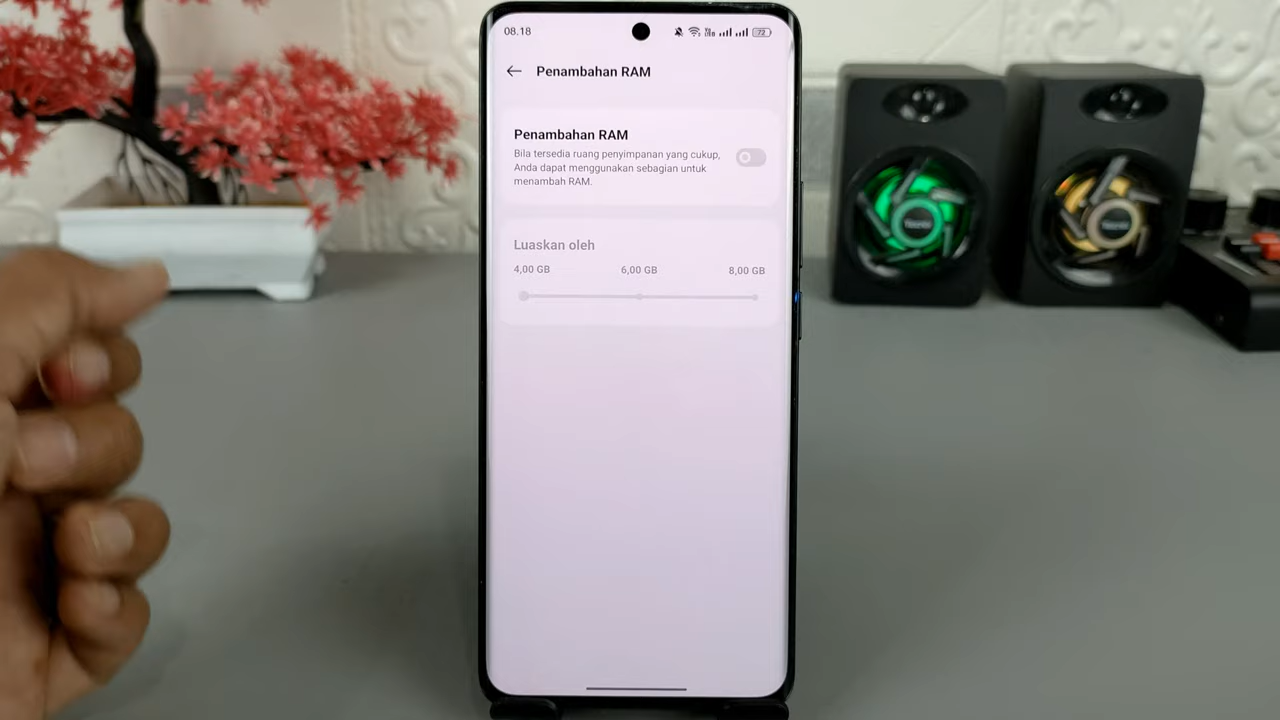 08.18
72
Penambahan RAM
Penambahan RAM
Bila tersedia ruang penyimpanan yang cukup,
Anda dapat menggunakan sebagian untuk
menambah RAM.
Luaskan oleh
4,00 GB 6,00 GB 8,00 GB